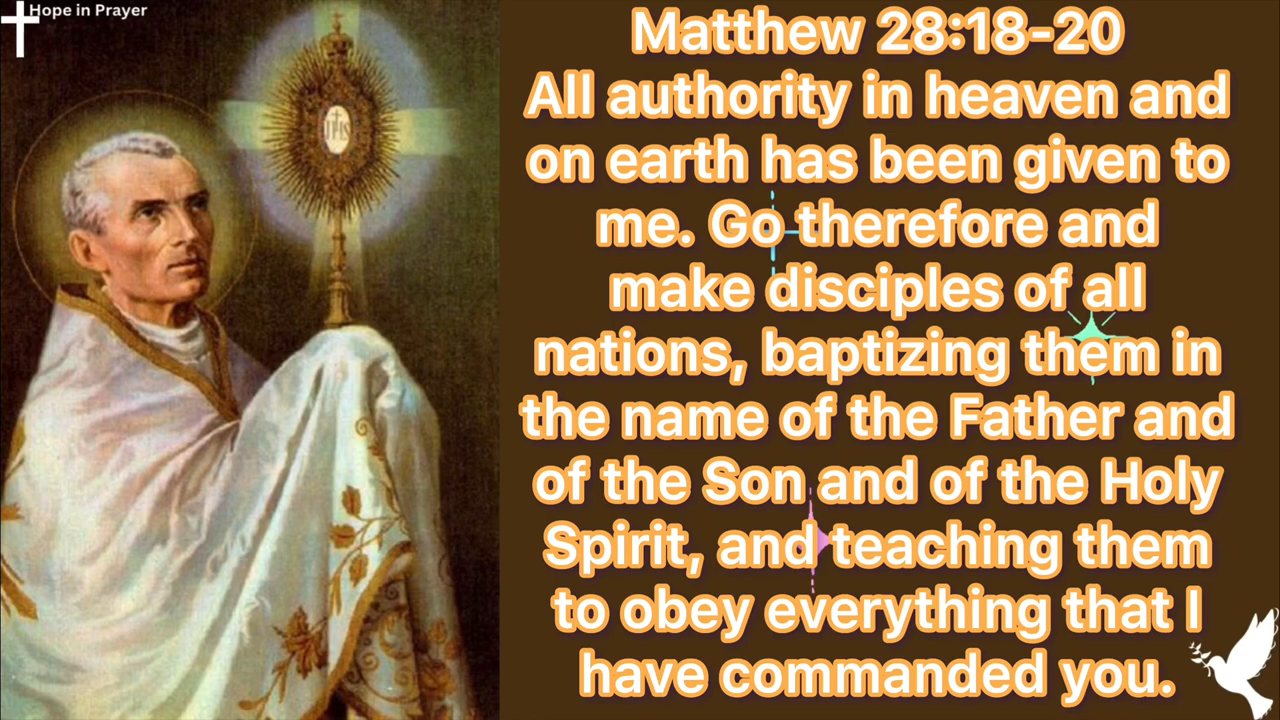 Hope in Prayer
IHS
Matthew 28:18-20
All authority in heaven and
on earth has been given to
me. Go therefore and
make disciples of all
nations, baptizing them in
the name of the Father and
of the Son and of the Holy
Spirit, and teaching them
to obey everything that I
have commanded you.